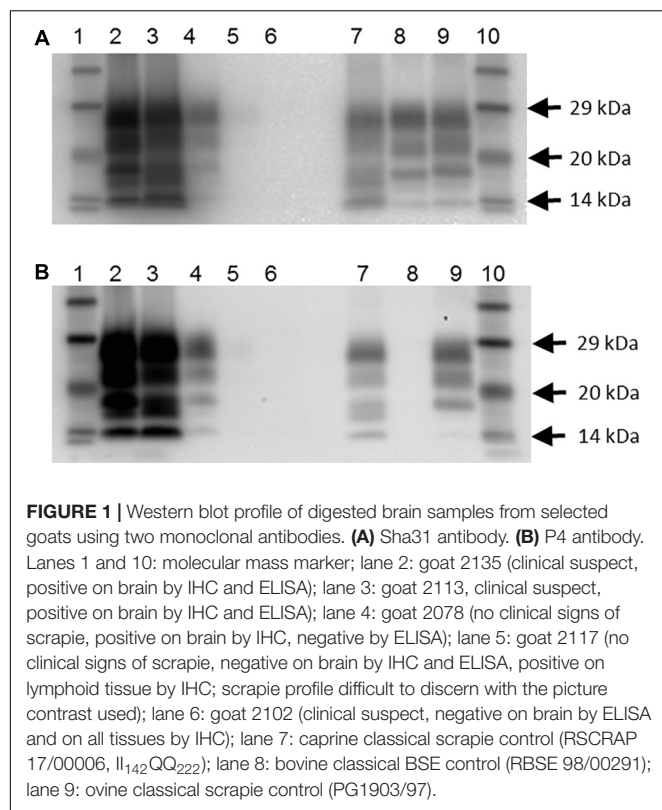 A 1 2 3 4 5 6 7 8 9 10
29 kDa
20 kDa
14 kDa
B 1 2 3 4 5 6 7 8 9 10
29 kDa
20 kDa
14 kDa
FIGURE 1 | Western blot profile of digested brain samples from selected
goats using two monoclonal antibodies. (A) Sha31 antibody. (B) P4 antibody.
Lanes 1 and 10: molecular mass marker; lane 2: goat 2135 (clinical suspect,
positive on brain by IHC and ELISA); lane 3: goat 2113, clinical suspect,
positive on brain by IHC and ELISA); lane 4: goat 2078 (no clinical signs of
scrapie, positive on brain by IHC, negative by ELISA); lane 5: goat 2117 (no
clinical signs of scrapie, negative on brain by IHC and ELISA, positive on
lymphoid tissue by IHC; scrapie profile difficult to discern with the picture
contrast used); lane 6: goat 2102 (clinical suspect, negative on brain by ELISA
and on all tissues by IHC); lane 7: caprine classical scrapie control (RSCRAP
17/00006, II₁₄₂QQ₂₂₂); lane 8: bovine classical BSE control (RBSE 98/00291);
lane 9: ovine classical scrapie control (PG1903/97).